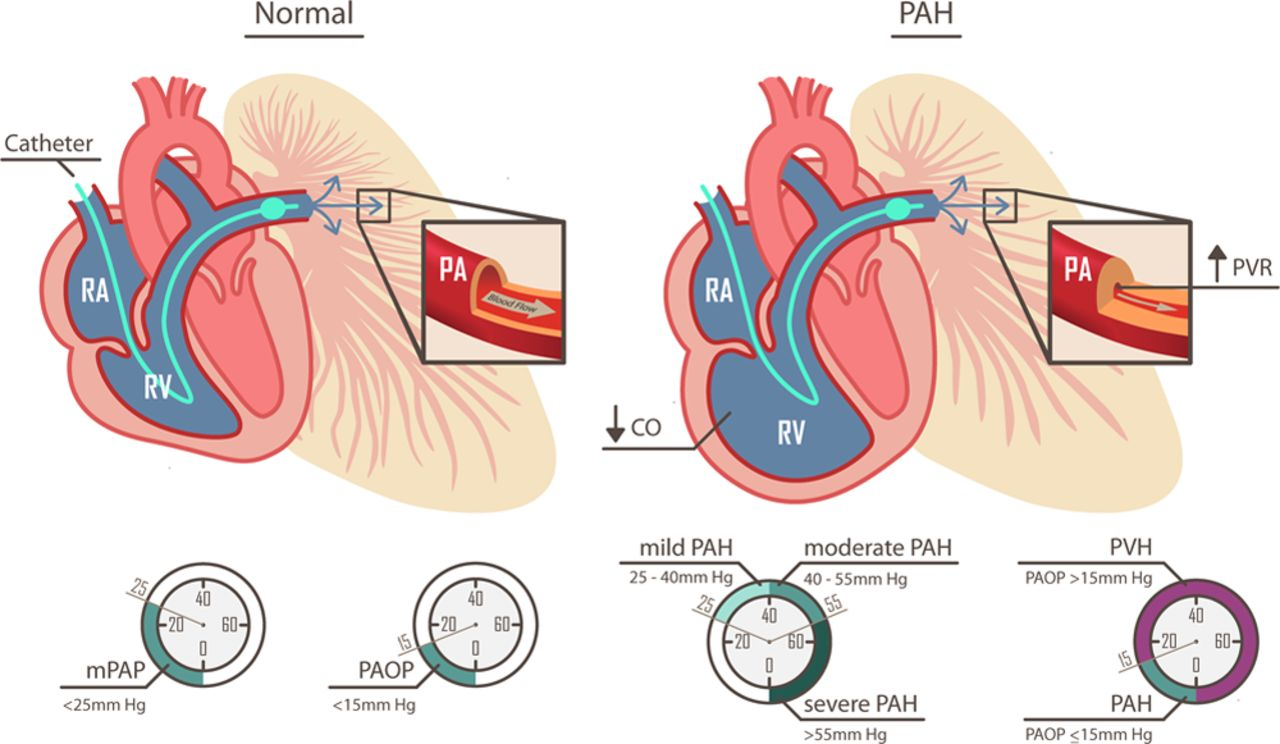 Normal
PAH
Catheter
RA
RV
PA
Blood Flow
RA
RV
PA
PVR
CO
25
40
20
60
0
mPAP
<25mm Hg
40
20
60
0
15
PAOP
<15mm Hg
mild PAH
25 - 40mm Hg
moderate PAH
40 - 55mm Hg
25
55
40
20
60
0
severe PAH
>55mm Hg
PVH
PAOP >15mm Hg
40
20
60
0
15
PAH
PAOP ≤15mm Hg